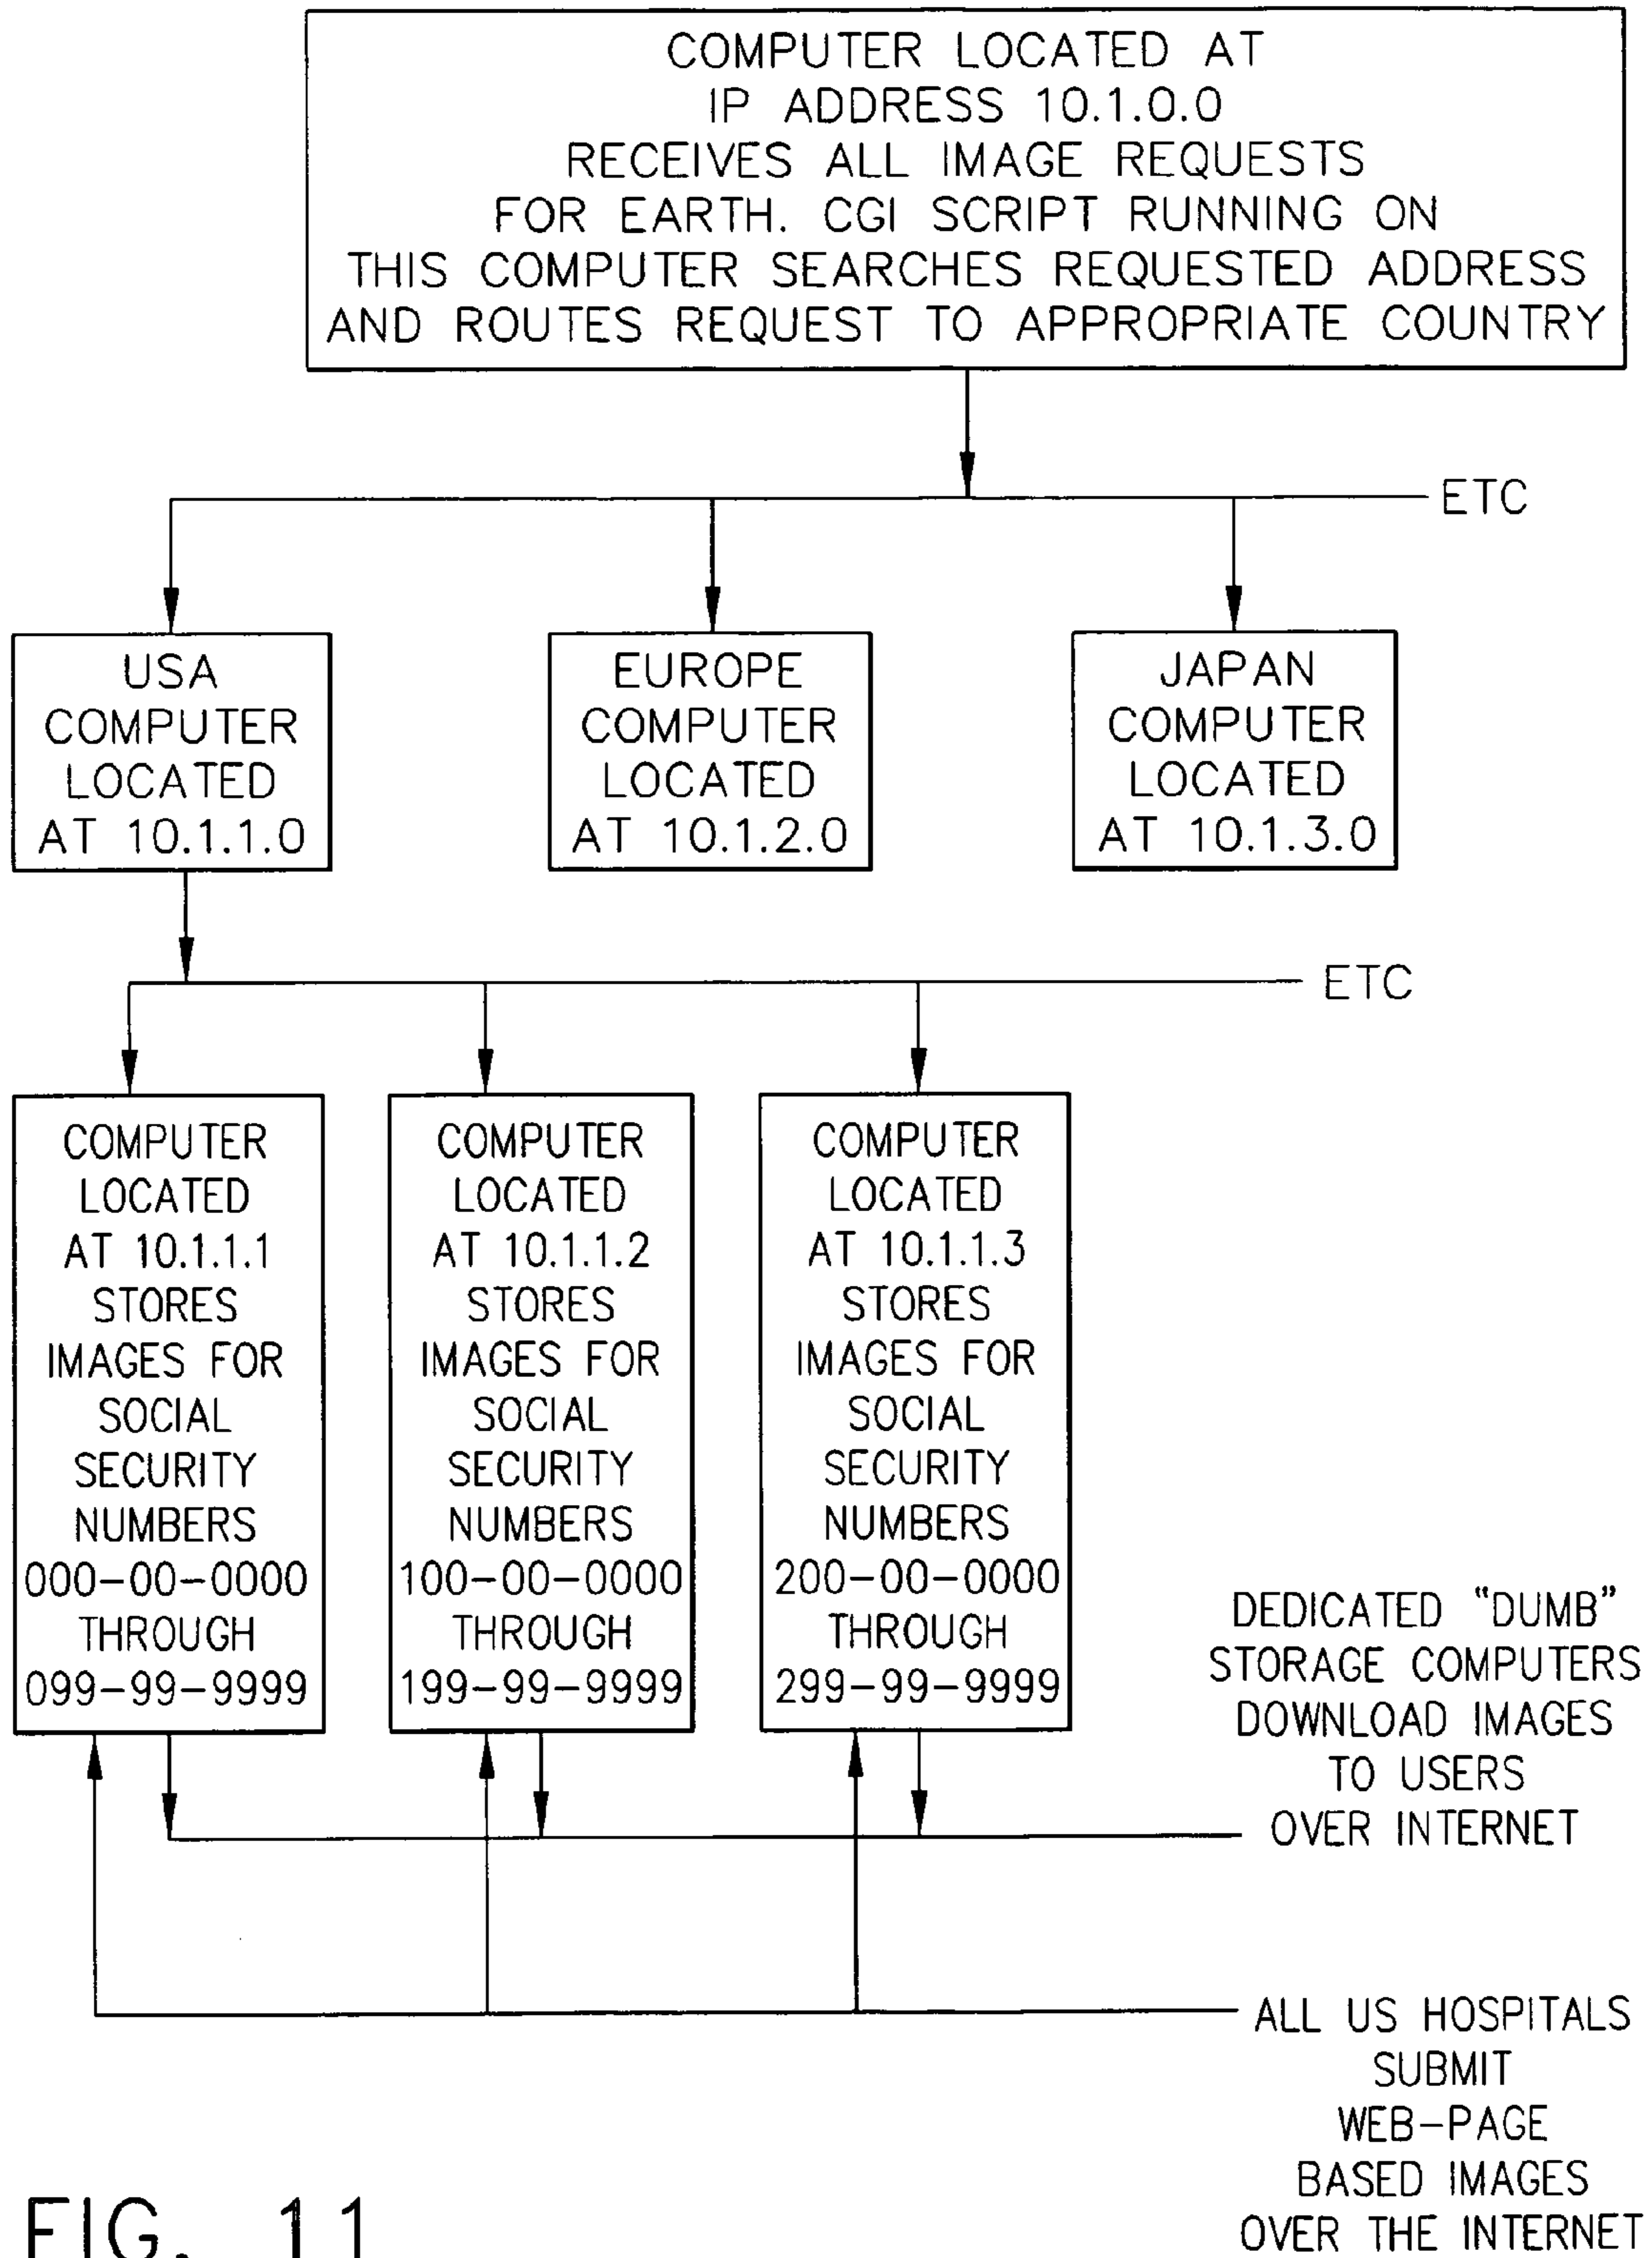 COMPUTER LOCATED AT
IP ADDRESS 10.1.0.0
RECEIVES ALL IMAGE REQUESTS
FOR EARTH. CGI SCRIPT RUNNING ON
THIS COMPUTER SEARCHES REQUESTED ADDRESS
AND ROUTES REQUEST TO APPROPRIATE COUNTRY
ETC
USA
COMPUTER
LOCATED
AT 10.1.1.0
EUROPE
COMPUTER
LOCATED
AT 10.1.2.0
JAPAN
COMPUTER
LOCATED
AT 10.1.3.0
ETC
COMPUTER
LOCATED
AT 10.1.1.1
STORES
IMAGES FOR
SOCIAL
SECURITY
NUMBERS
000-00-0000
THROUGH
099-99-9999
COMPUTER
LOCATED
AT 10.1.1.2
STORES
IMAGES FOR
SOCIAL
SECURITY
NUMBERS
100-00-0000
THROUGH
199-99-9999
COMPUTER
LOCATED
AT 10.1.1.3
STORES
IMAGES FOR
SOCIAL
SECURITY
NUMBERS
200-00-0000
THROUGH
299-99-9999
DEDICATED "DUMB"
STORAGE COMPUTERS
DOWNLOAD IMAGES
TO USERS
OVER INTERNET
ALL US HOSPITALS
SUBMIT
WEB-PAGE
BASED IMAGES
OVER THE INTERNET
FIG. 11